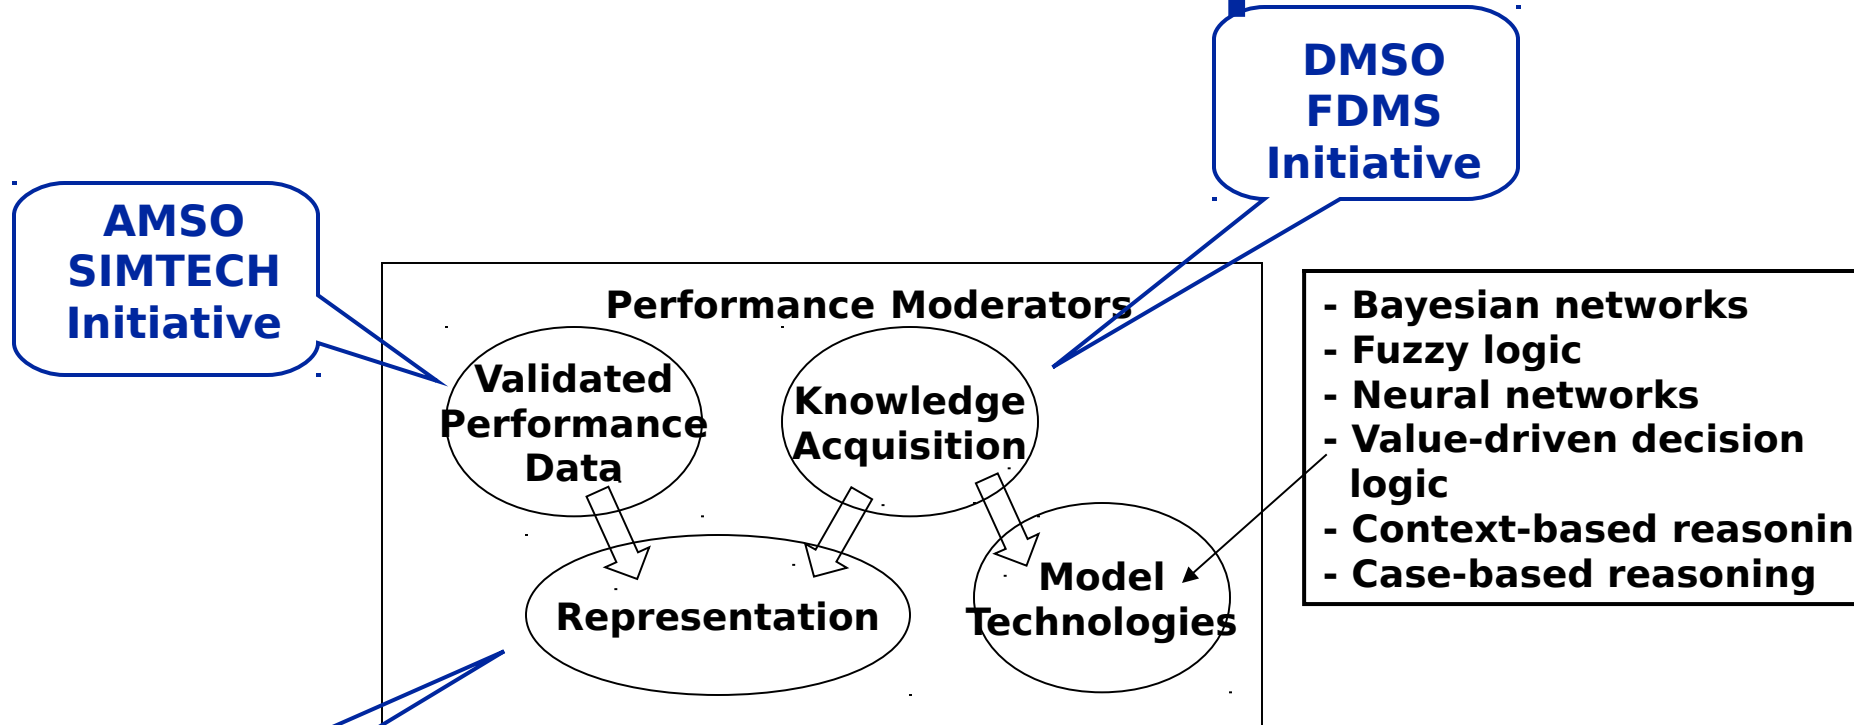 DMSO
FDMS
Initiative
AMSO
SIMTECH
Initiative
Performance Moderators
Validated
Performance
Data
Knowledge
Acquisition
Representation
Model
Technologies
- Bayesian networks
- Fuzzy logic
- Neural networks
- Value-driven decision
logic
- Context-based reasonin
- Case-based reasoning